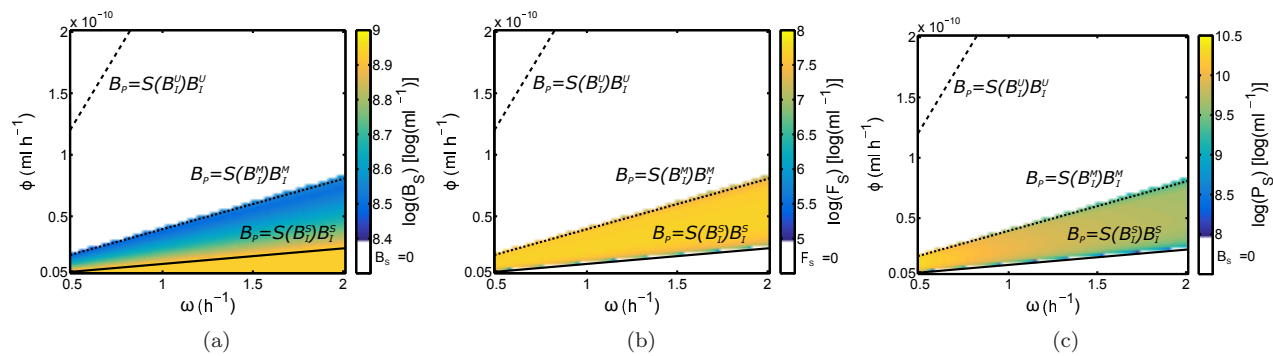 x 10⁻¹⁰
2
1.5
1
0.5
0.05
ϕ (ml h⁻¹)
0.5
1
1.5
2
ω (h⁻¹)
B_P=S(B_I^U)B_I^U
B_P=S(B_I^M)B_I^M
B_P=S(B_I^S)B_I^S
9
8.9
8.8
8.7
8.6
8.5
8.4
B_S =0
log(B_S) [log(ml⁻¹)]
(a)
x 10⁻¹⁰
2
1.5
1
0.5
0.05
ϕ (ml h⁻¹)
0.5
1
1.5
2
ω (h⁻¹)
B_P=S(B_I^U)B_I^U
B_P=S(B_I^M)B_I^M
B_P=S(B_I^S)B_I^S
8
7.5
7
6.5
6
5.5
5
F_S =0
log(F_S) [log(ml⁻¹)]
(b)
x 10⁻¹⁰
2
1.5
1
0.5
0.05
ϕ (ml h⁻¹)
0.5
1
1.5
2
ω (h⁻¹)
B_P=S(B_I^U)B_I^U
B_P=S(B_I^M)B_I^M
B_P=S(B_I^S)B_I^S
10.5
10
9.5
9
8.5
8
B_S =0
log(P_S) [log(ml⁻¹)]
(c)